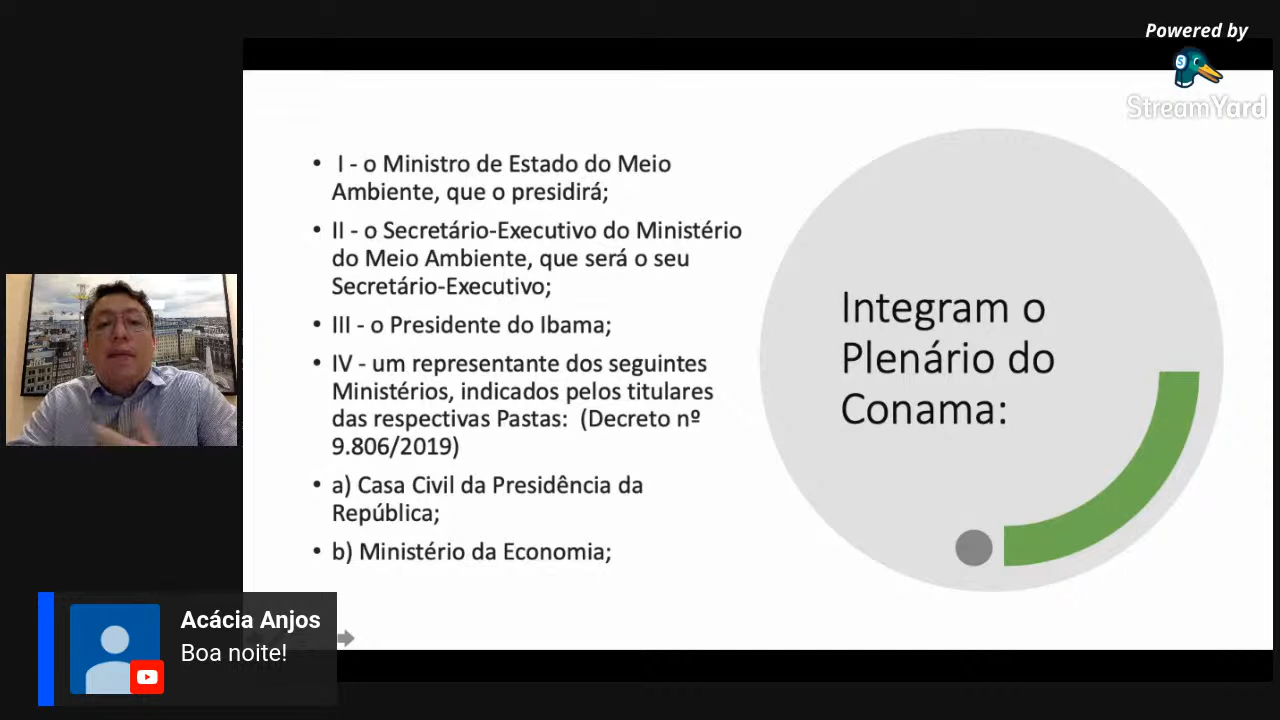 Powered by
StreamYard
• I - o Ministro de Estado do Meio
Ambiente, que o presidirá;
• II - o Secretário-Executivo do Ministério
do Meio Ambiente, que será o seu
Secretário-Executivo;
• III - o Presidente do Ibama;
• IV - um representante dos seguintes
Ministérios, indicados pelos titulares
das respectivas Pastas:  (Decreto nº
9.806/2019)
• a) Casa Civil da Presidência da
República;
• b) Ministério da Economia;
Integram o
Plenário do
Conama:
Acácia Anjos
Boa noite!